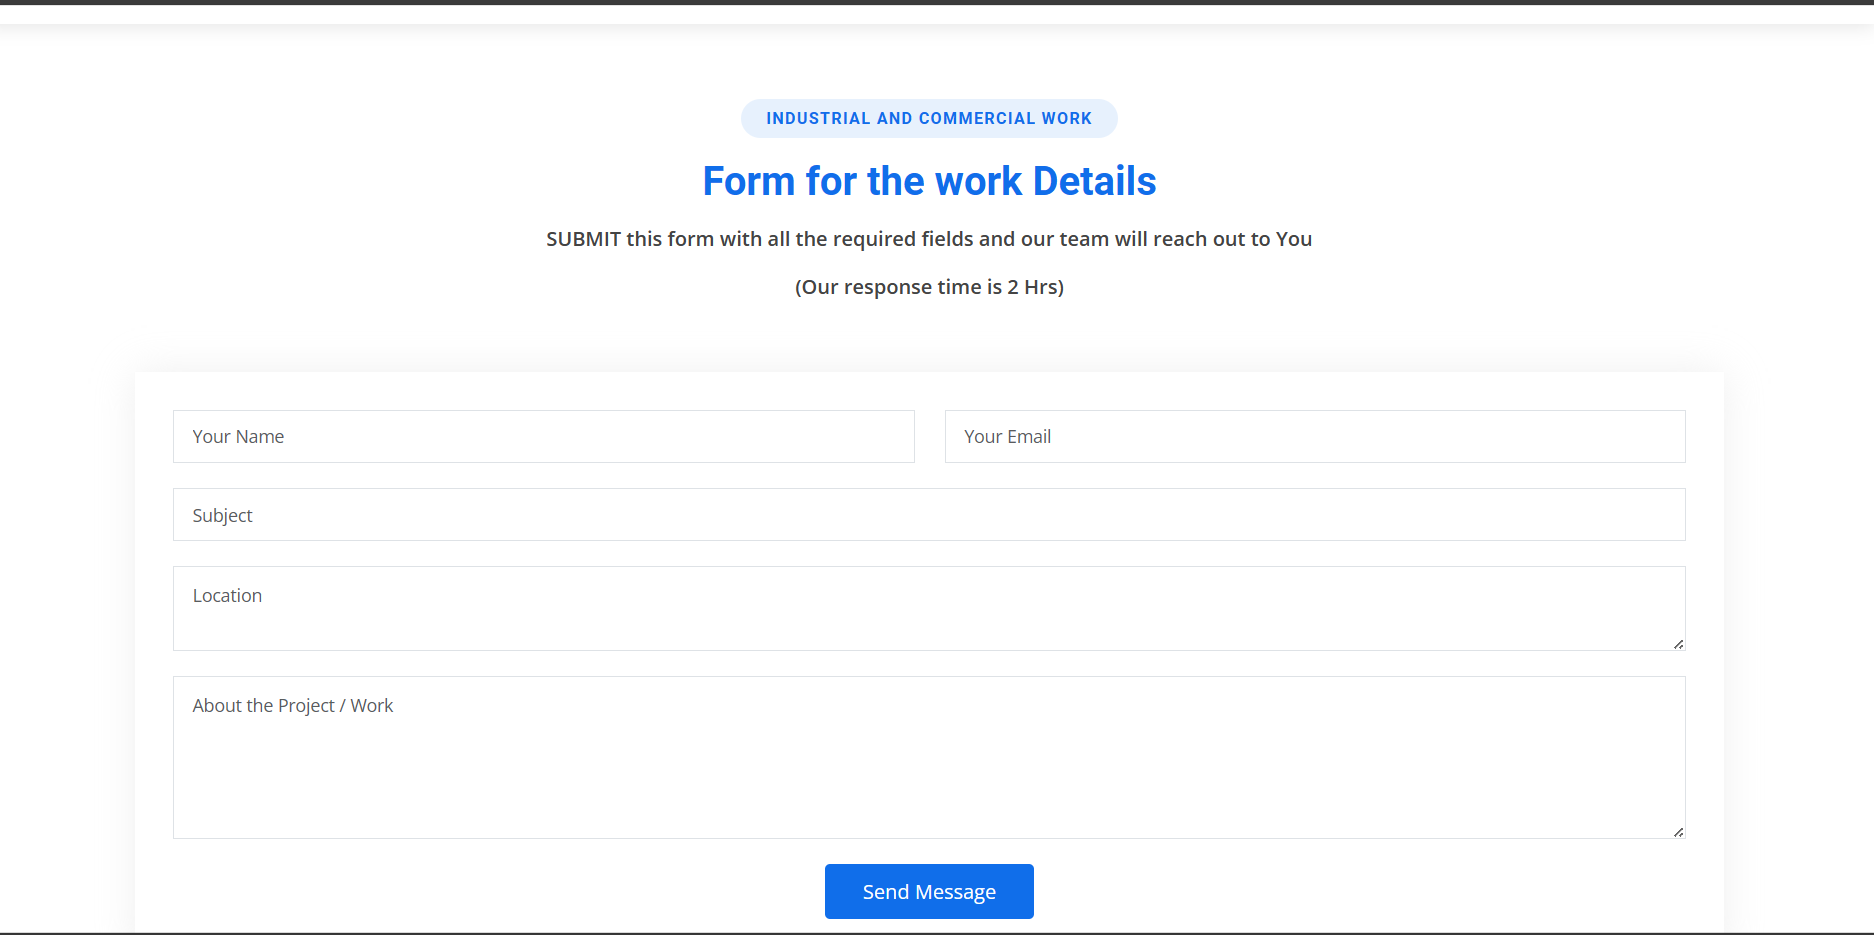 INDUSTRIAL AND COMMERCIAL WORK
Form for the work Details
SUBMIT this form with all the required fields and our team will reach out to You
(Our response time is 2 Hrs)
Your Name
Your Email
Subject
Location
About the Project / Work
Send Message